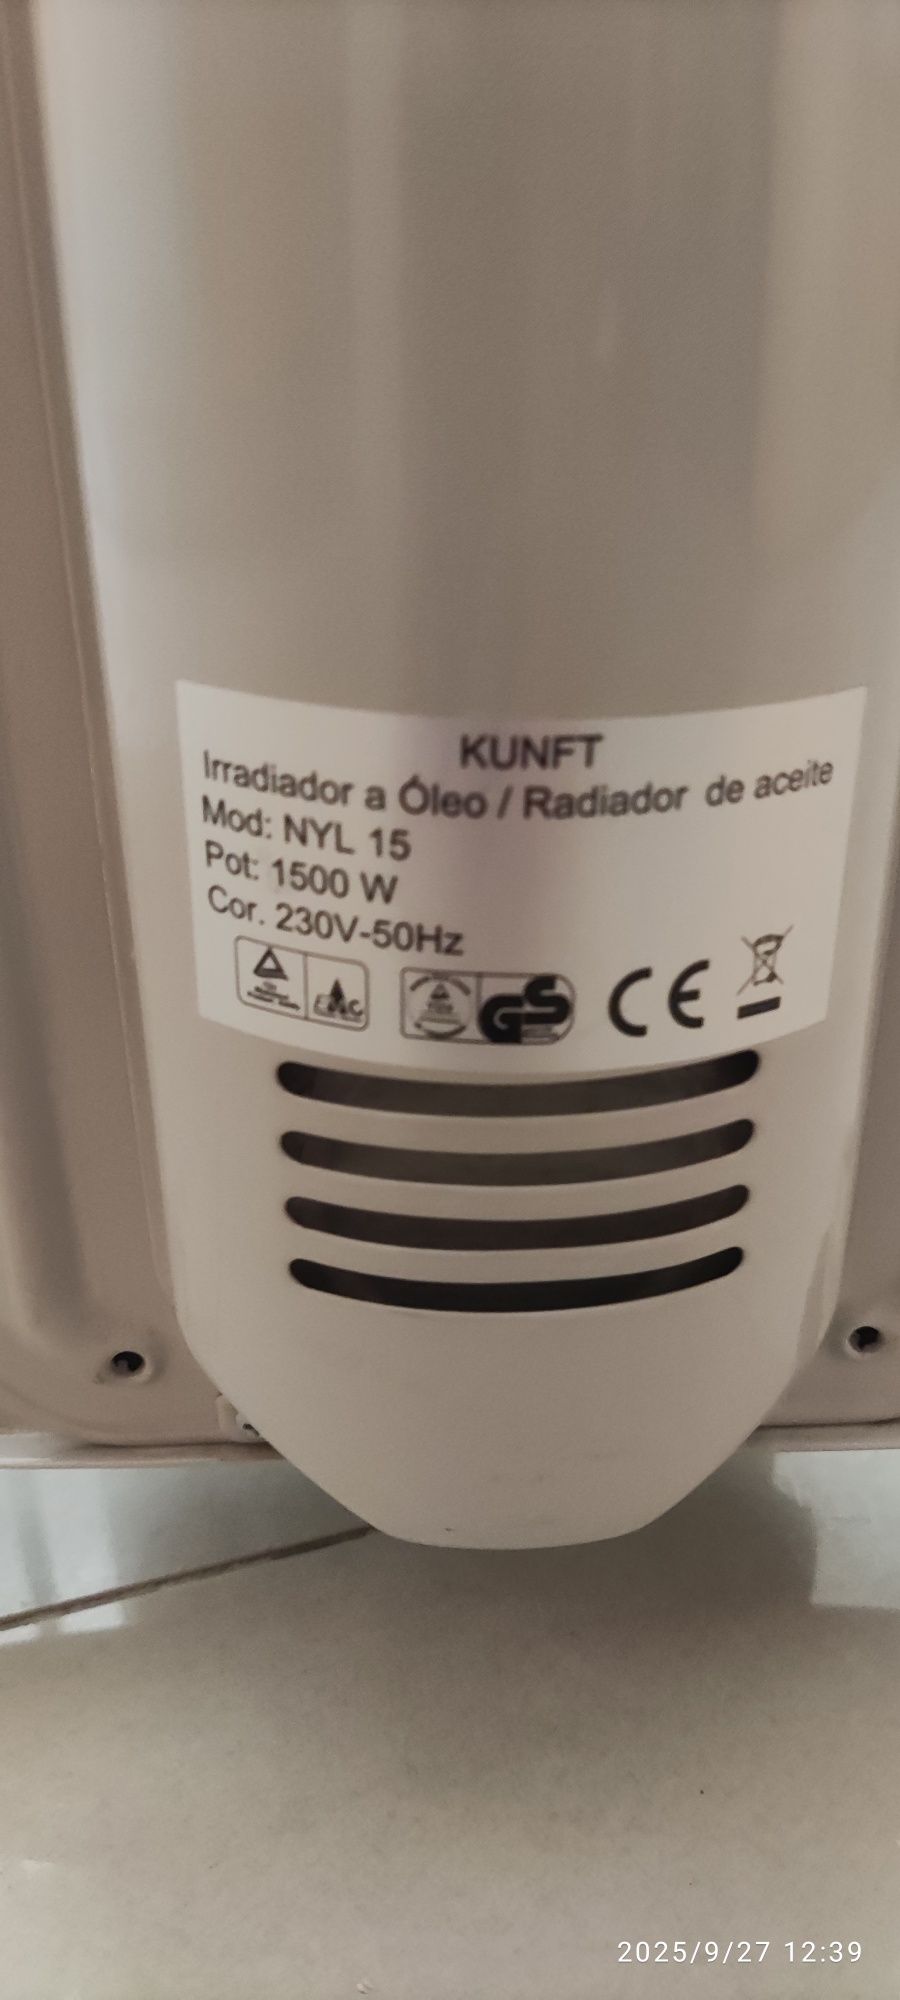 KUNFT
Irradiador a Óleo / Radiador de aceite
Mod: NYL 15
Pot: 1500 W
Cor. 230V-50Hz
GS CE
2025/9/27 12:39